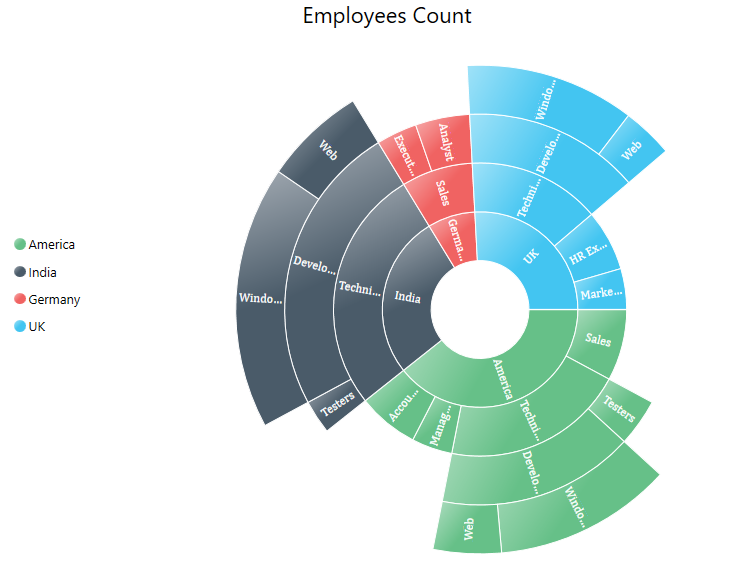 Employees Count
America
India
Germany
UK
UK
Techni...
Develo...
Windo...
Web
HR Ex...
Marke...
America
Sales
Techni...
Testers
Develo...
Windo...
Web
Manag...
Accou...
India
Techni...
Develo...
Testers
Windo...
Web
Germa...
Sales
Execut...
Analyst